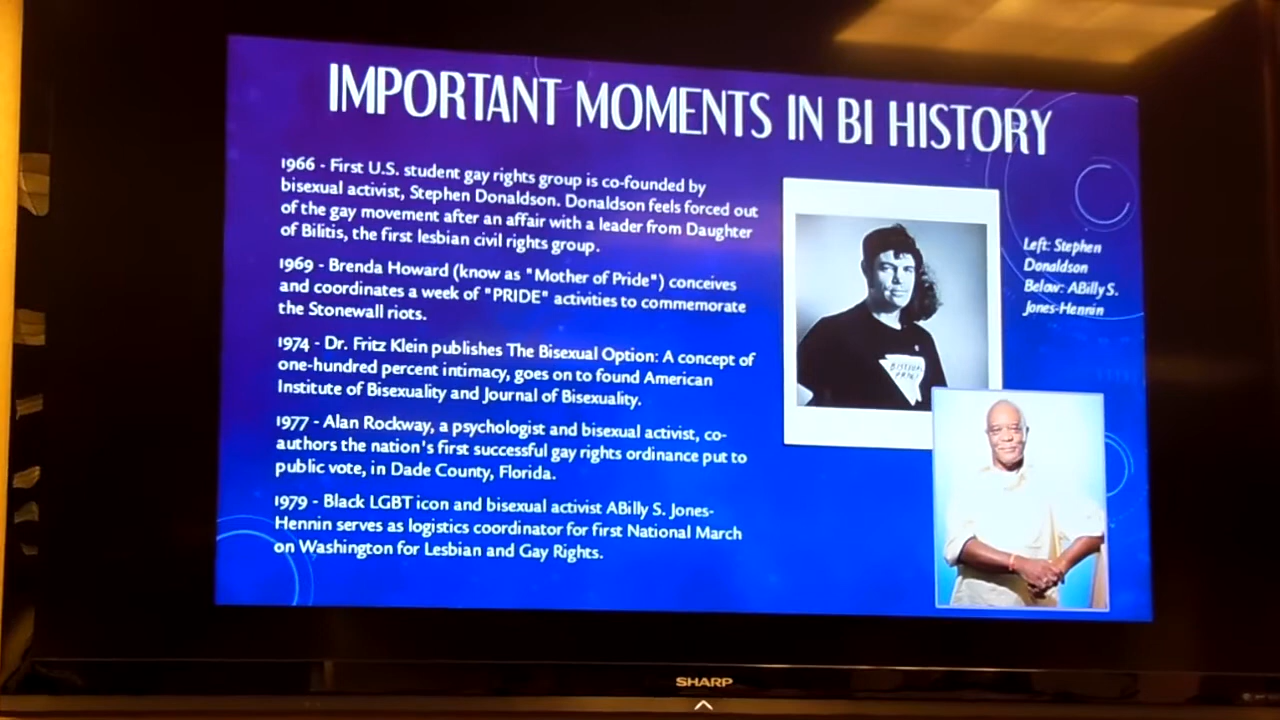 IMPORTANT MOMENTS IN BI HISTORY
1966 - First U.S. student gay rights group is co-founded by
bisexual activist, Stephen Donaldson. Donaldson feels forced out
of the gay movement after an affair with a leader from Daughter
of Bilitis, the first lesbian civil rights group.
1969 - Brenda Howard (know as "Mother of Pride") conceives
and coordinates a week of "PRIDE" activities to commemorate
the Stonewall riots.
1974 - Dr. Fritz Klein publishes The Bisexual Option: A concept of
one-hundred percent intimacy, goes on to found American
Institute of Bisexuality and Journal of Bisexuality.
1977 - Alan Rockway, a psychologist and bisexual activist, co-
authors the nation's first successful gay rights ordinance put to
public vote, in Dade County, Florida.
1979 - Black LGBT icon and bisexual activist ABilly S. Jones-
Hennin serves as logistics coordinator for first National March
on Washington for Lesbian and Gay Rights.
Left: Stephen
Donaldson
Below: ABilly S.
Jones-Hennin
BISEXUAL
PRIDE
SHARP